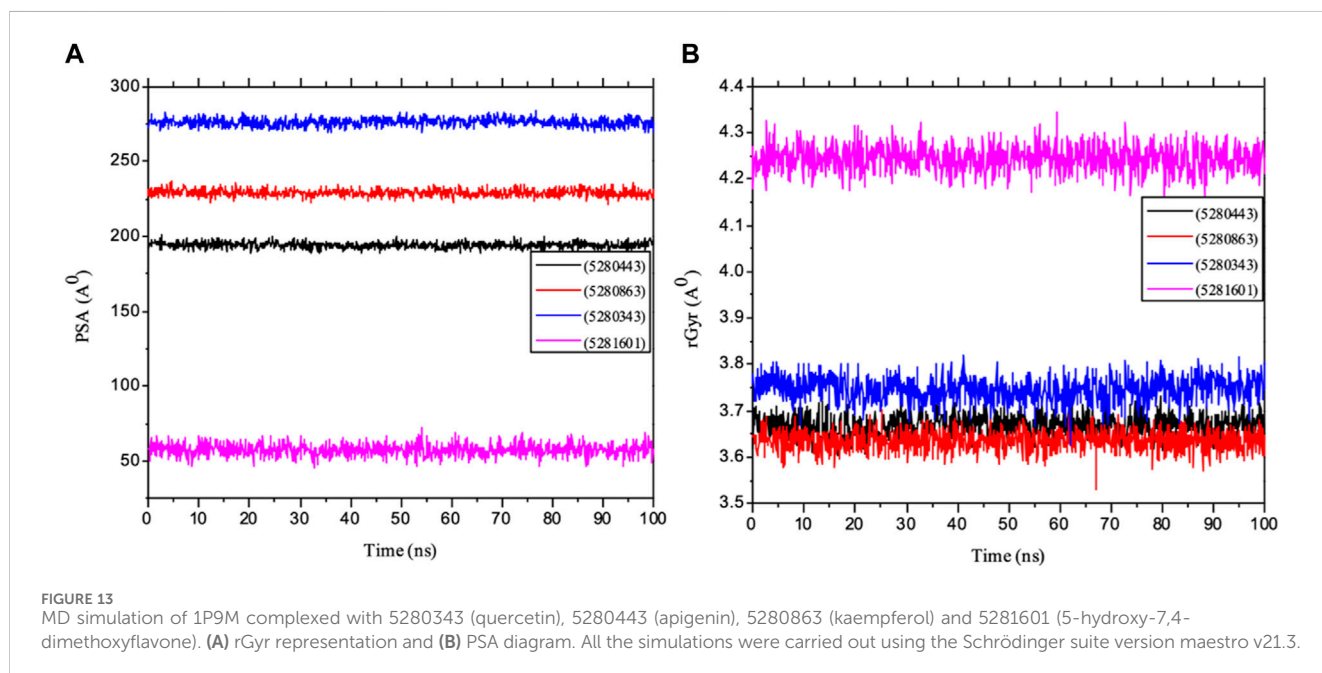 A
B
300
250
200
150
100
50
PSA (A⁰)
(5280443)
(5280863)
(5280343)
(5281601)
0 10 20 30 40 50 60 70 80 90 100
Time (ns)
4.4
4.3
4.2
4.1
4.0
3.9
3.8
3.7
3.6
3.5
rGyr (A⁰)
(5280443)
(5280863)
(5280343)
(5281601)
0 10 20 30 40 50 60 70 80 90 100
Time (ns)
FIGURE 13
MD simulation of 1P9M complexed with 5280343 (quercetin), 5280443 (apigenin), 5280863 (kaempferol) and 5281601 (5-hydroxy-7,4-
dimethoxyflavone). (A) rGyr representation and (B) PSA diagram. All the simulations were carried out using the Schrödinger suite version maestro v21.3.